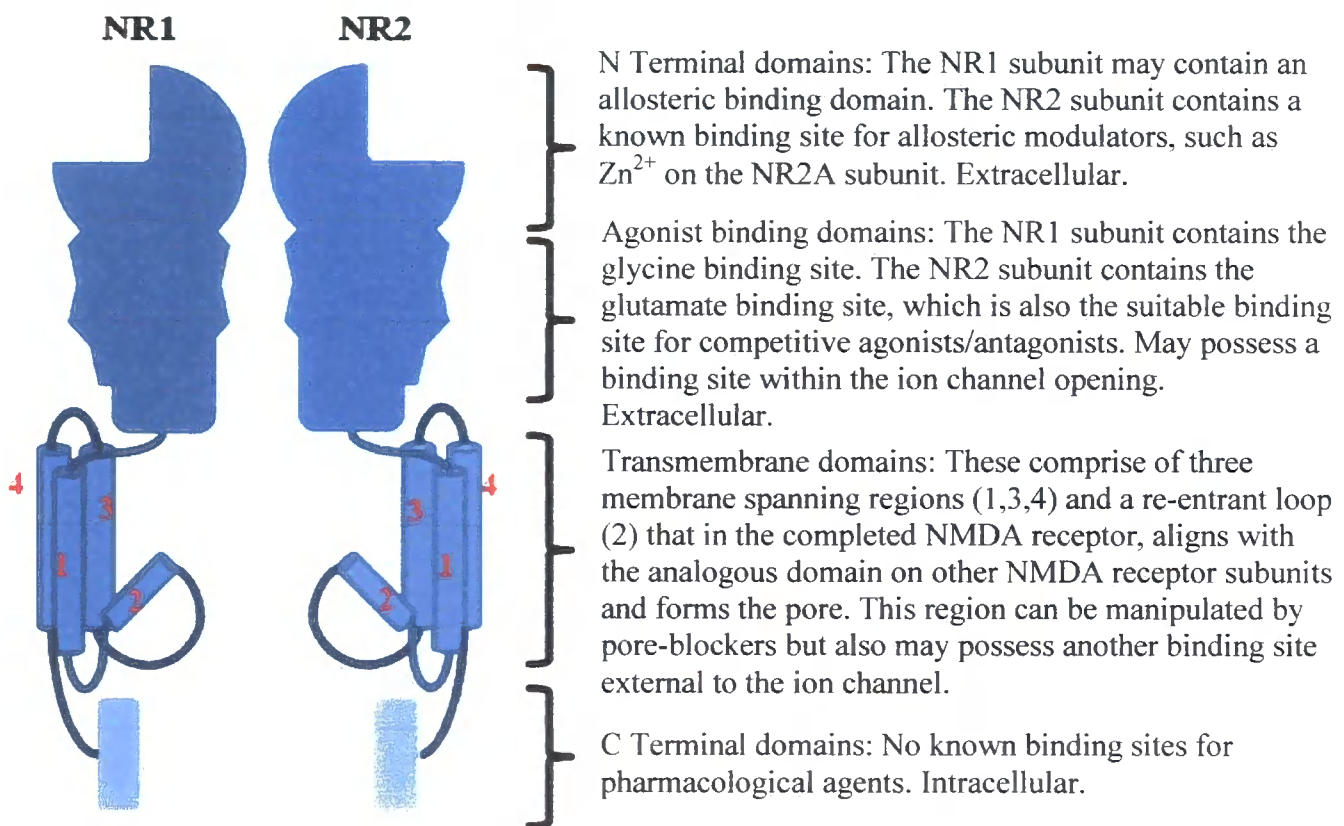 NR1 NR2
N Terminal domains: The NR1 subunit may contain an
allosteric binding domain. The NR2 subunit contains a
known binding site for allosteric modulators, such as
Zn²⁺ on the NR2A subunit. Extracellular.
Agonist binding domains: The NR1 subunit contains the
glycine binding site. The NR2 subunit contains the
glutamate binding site, which is also the suitable binding
site for competitive agonists/antagonists. May possess a
binding site within the ion channel opening.
Extracellular.
Transmembrane domains: These comprise of three
membrane spanning regions (1,3,4) and a re-entrant loop
(2) that in the completed NMDA receptor, aligns with
the analogous domain on other NMDA receptor subunits
and forms the pore. This region can be manipulated by
pore-blockers but also may possess another binding site
external to the ion channel.
C Terminal domains: No known binding sites for
pharmacological agents. Intracellular.
4 3 3 4
1 1
2 2